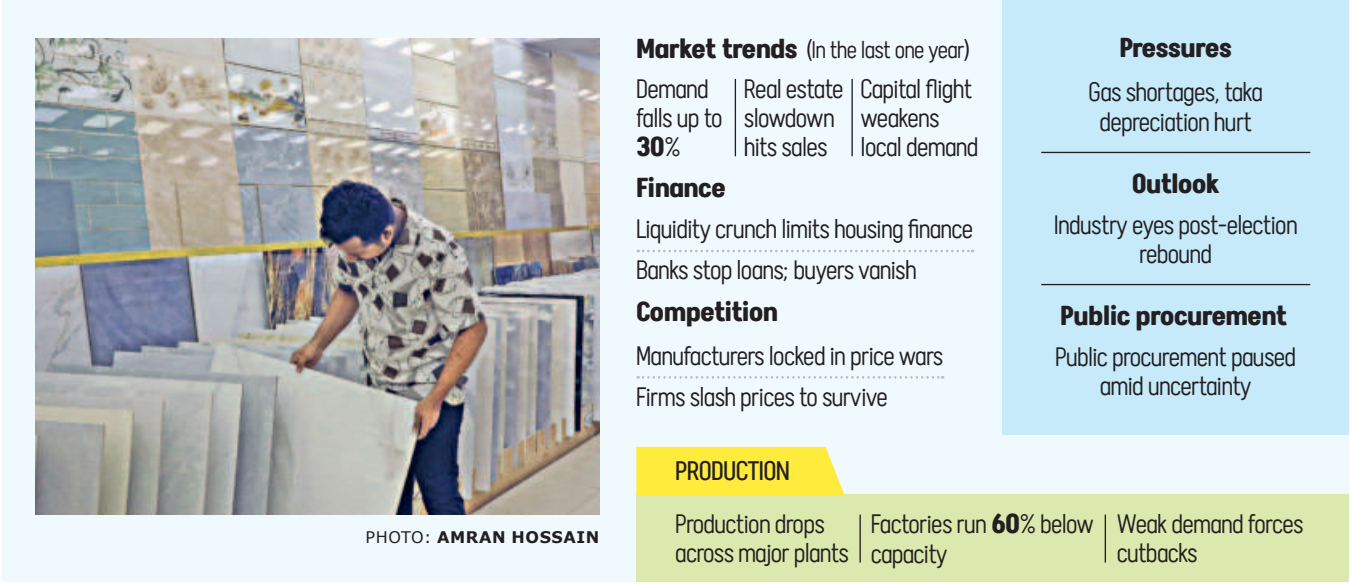 Market trends (In the last one year)
Demand
falls up to
30%
Real estate
slowdown
hits sales
Capital flight
weakens
local demand
Finance
Liquidity crunch limits housing finance
Banks stop loans; buyers vanish
Competition
Manufacturers locked in price wars
Firms slash prices to survive
Pressures
Gas shortages, taka
depreciation hurt
Outlook
Industry eyes post-election
rebound
Public procurement
Public procurement paused
amid uncertainty
PHOTO: AMRAN HOSSAIN
PRODUCTION
Production drops
across major plants
Factories run 60% below
capacity
Weak demand forces
cutbacks